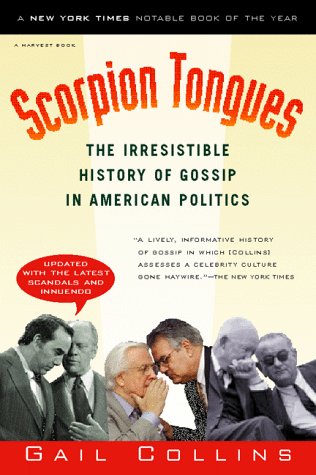 A NEW YORK TIMES NOTABLE BOOK OF THE YEAR
A HARVEST BOOK
Scorpion Tongues
THE IRRESISTIBLE
HISTORY OF GOSSIP
IN AMERICAN POLITICS
"A LIVELY, INFORMATIVE HISTORY
OF GOSSIP IN WHICH [COLLINS]
ASSESSES A CELEBRITY CULTURE
GONE HAYWIRE."—THE NEW YORK TIMES
UPDATED
WITH THE LATEST
SCANDALS AND
INNUENDO
GAIL COLLINS